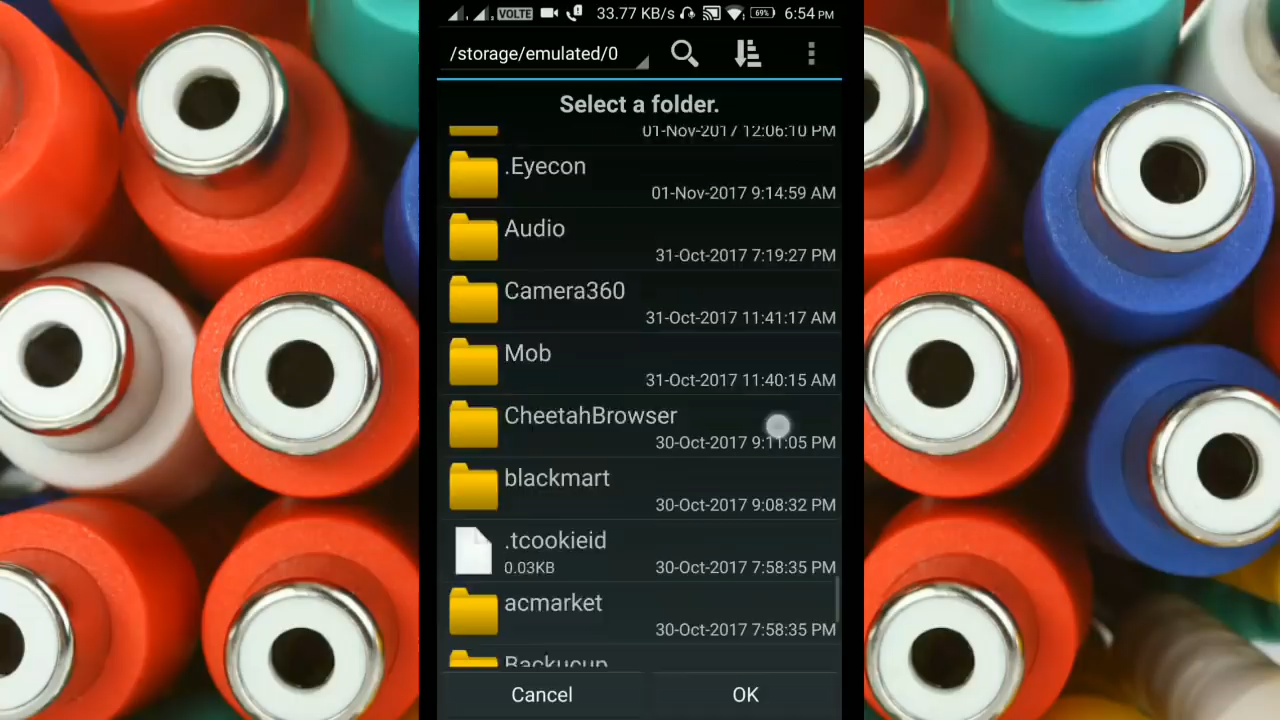 VOLTE 33.77 KB/s 69% 6:54 PM
/storage/emulated/0
Select a folder.
01-Nov-2017 12:06:10 PM
.Eyecon
01-Nov-2017 9:14:59 AM
Audio
31-Oct-2017 7:19:27 PM
Camera360
31-Oct-2017 11:41:17 AM
Mob
31-Oct-2017 11:40:15 AM
CheetahBrowser
30-Oct-2017 9:11:05 PM
blackmart
30-Oct-2017 9:08:32 PM
.tcookieid
0.03KB 30-Oct-2017 7:58:35 PM
acmarket
30-Oct-2017 7:58:35 PM
Backucup
Cancel OK